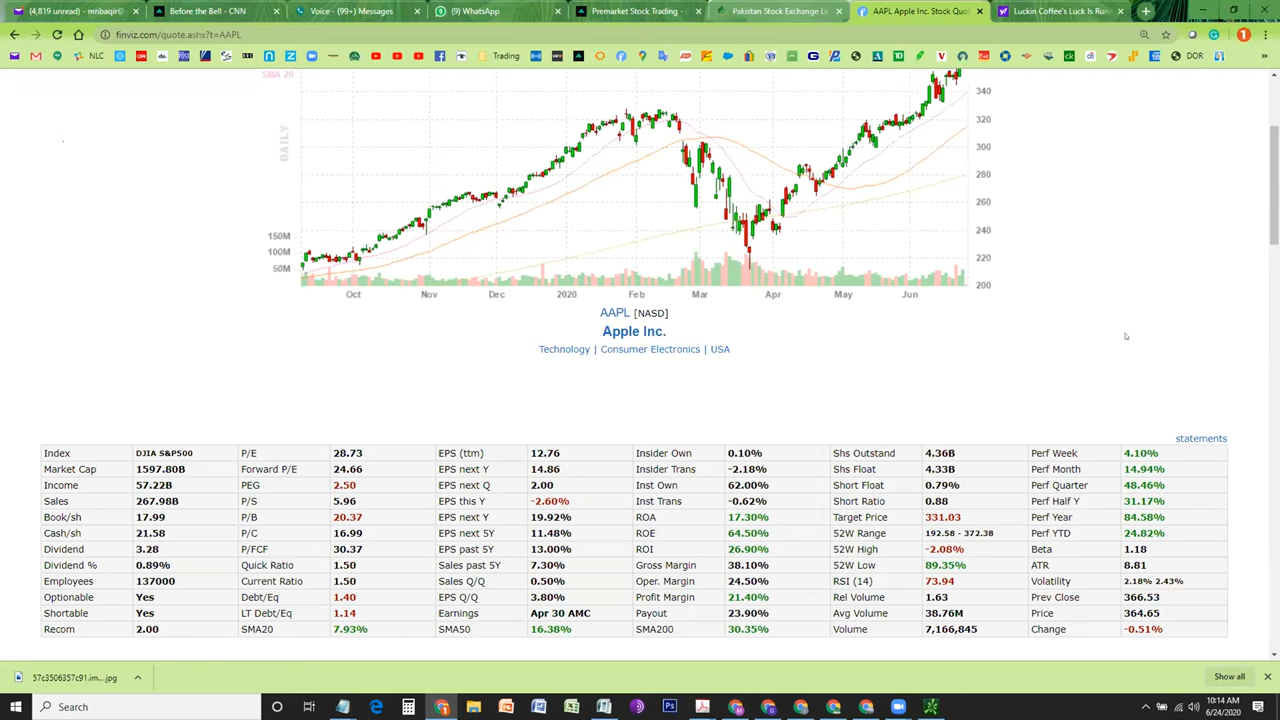 (4,819 unread) - mnbaqir@
Before the Bell - CNN
Voice - (99+) Messages
(9) WhatsApp
Premarket Stock Trading -
Pakistan Stock Exchange Lin
AAPL Apple Inc. Stock Quot
Luckin Coffee's Luck Is Runn
finviz.com/quote.ashx?t=AAPL
NLC
Trading
DOR
SMA 20
DAILY
340
320
300
280
260
240
220
200
150M
100M
50M
Oct Nov Dec 2020 Feb Mar Apr May Jun
AAPL [NASD]
Apple Inc.
Technology | Consumer Electronics | USA
statements
Index DJIA S&P500 P/E 28.73 EPS (ttm) 12.76 Insider Own 0.10% Shs Outstand 4.36B Perf Week 4.10%
Market Cap 1597.80B Forward P/E 24.66 EPS next Y 14.86 Insider Trans -2.18% Shs Float 4.33B Perf Month 14.94%
Income 57.22B PEG 2.50 EPS next Q 2.00 Inst Own 62.00% Short Float 0.79% Perf Quarter 48.46%
Sales 267.98B P/S 5.96 EPS this Y -2.60% Inst Trans -0.62% Short Ratio 0.88 Perf Half Y 31.17%
Book/sh 17.99 P/B 20.37 EPS next Y 19.92% ROA 17.30% Target Price 331.03 Perf Year 84.58%
Cash/sh 21.58 P/C 16.99 EPS next 5Y 11.48% ROE 64.50% 52W Range 192.58 - 372.38 Perf YTD 24.82%
Dividend 3.28 P/FCF 30.37 EPS past 5Y 13.00% ROI 26.90% 52W High -2.08% Beta 1.18
Dividend % 0.89% Quick Ratio 1.50 Sales past 5Y 7.30% Gross Margin 38.10% 52W Low 89.35% ATR 8.81
Employees 137000 Current Ratio 1.50 Sales Q/Q 0.50% Oper. Margin 24.50% RSI (14) 73.94 Volatility 2.18% 2.43%
Optionable Yes Debt/Eq 1.40 EPS Q/Q 3.80% Profit Margin 21.40% Rel Volume 1.63 Prev Close 366.53
Shortable Yes LT Debt/Eq 1.14 Earnings Apr 30 AMC Payout 23.90% Avg Volume 38.76M Price 364.65
Recom 2.00 SMA20 7.93% SMA50 16.38% SMA200 30.35% Volume 7,166,845 Change -0.51%
57c3506357c91.im....jpg
Show all
Search
10:14 AM
6/24/2020